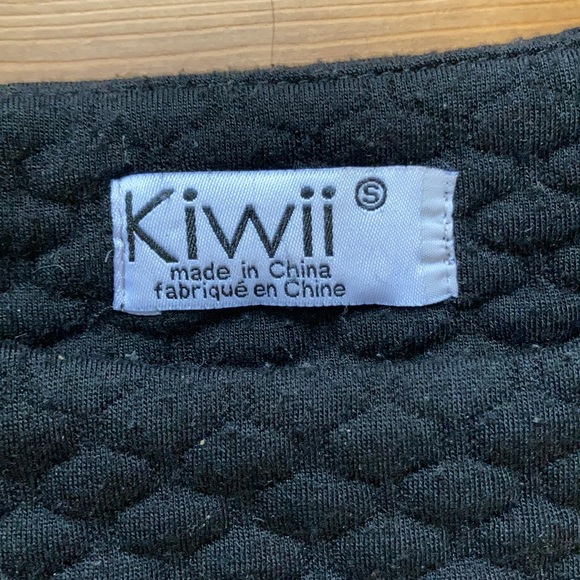 Kiwii Ⓢ
made in China
fabriqué en Chine